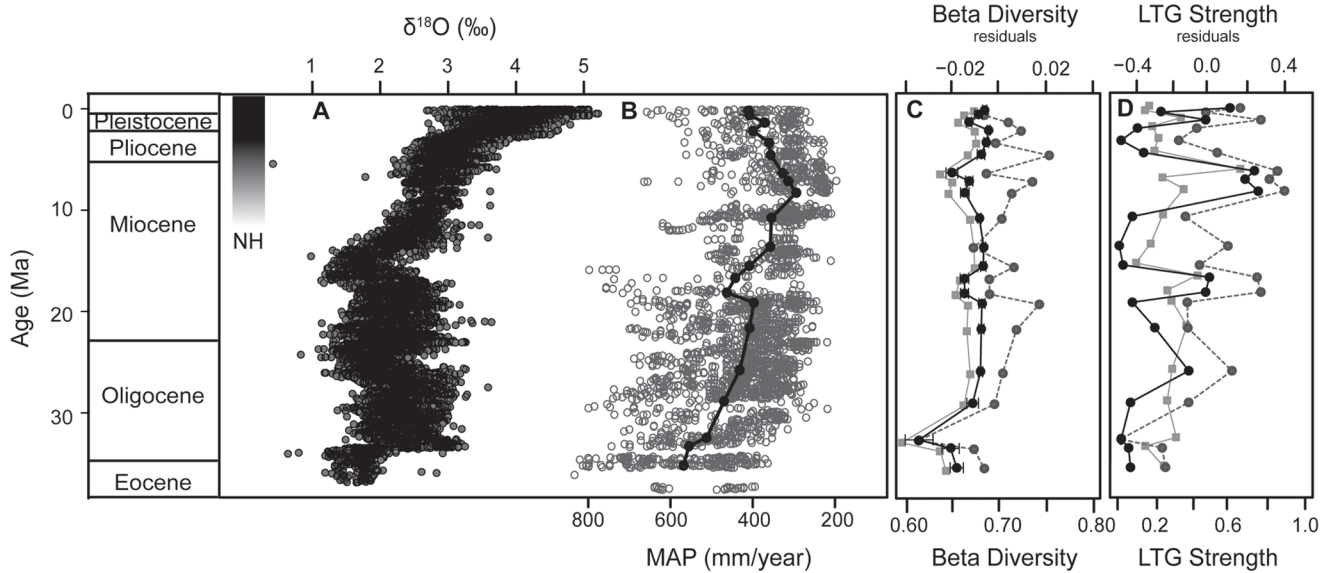 δ¹⁸O (‰)
1 2 3 4 5
Beta Diversity
residuals
−0.02 0.02
LTG Strength
residuals
−0.4 0.0 0.4
Age (Ma)
0
10
20
30
Pleistocene
Pliocene
Miocene
Oligocene
Eocene
NH
A
B
C
D
800 600 400 200
MAP (mm/year)
0.60 0.70 0.80
Beta Diversity
0.2 0.6 1.0
LTG Strength